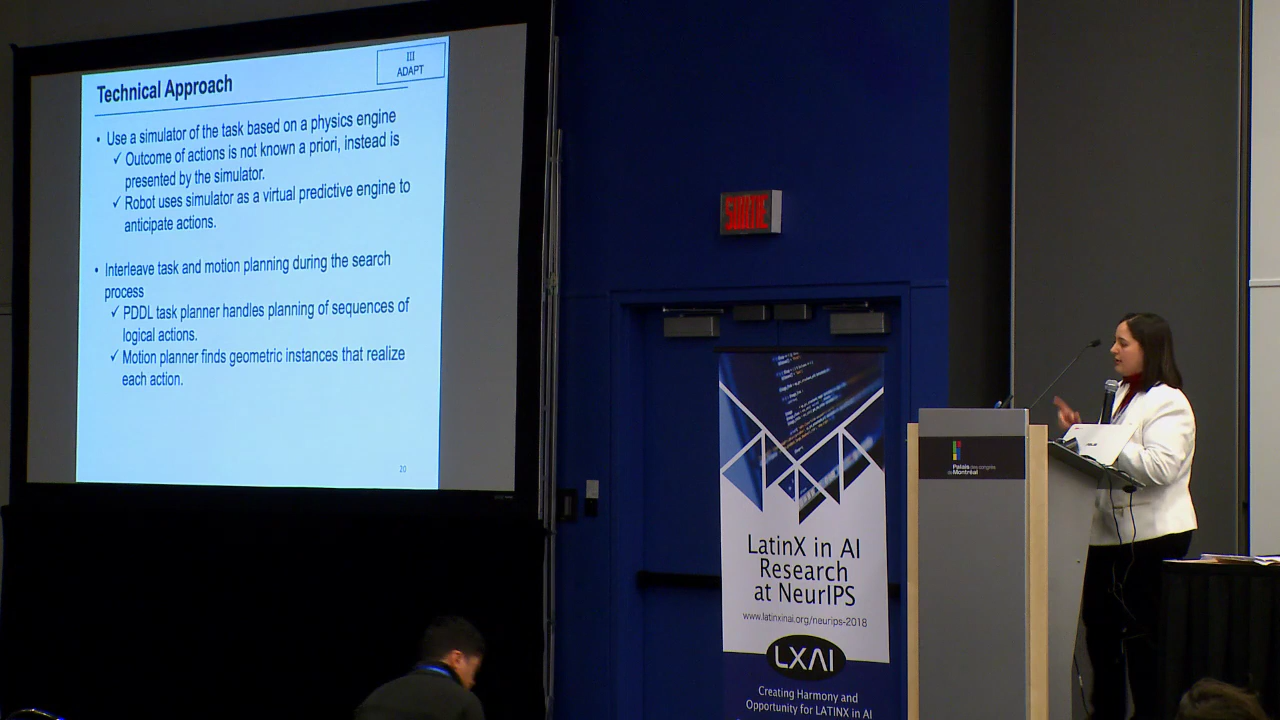 III
ADAPT
Technical Approach
• Use a simulator of the task based on a physics engine
✓ Outcome of actions is not known a priori, instead is
presented by the simulator.
✓ Robot uses simulator as a virtual predictive engine to
anticipate actions.
• Interleave task and motion planning during the search
process
✓ PDDL task planner handles planning of sequences of
logical actions.
✓ Motion planner finds geometric instances that realize
each action.
20
SORTIE
LatinX in AI
Research
at NeurIPS
www.latinxinai.org/neurips-2018
LXAI
Creating Harmony and
Opportunity for LATINX in AI
Palais des congrès
de Montréal